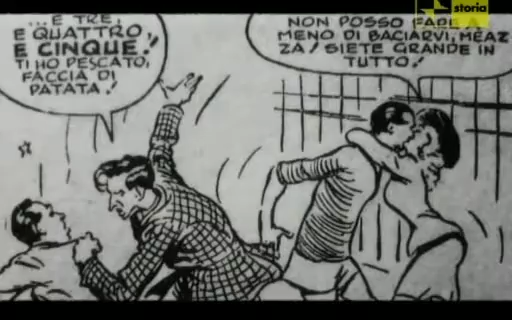 ... E TRE,
E QUATTRO
E CINQUE!
TI HO PESCATO,
FACCIA DI
PATATA!
NON POSSO FARE A
MENO DI BACIARVI, MEAZ
ZA! SIETE GRANDE IN
TUTTO!
storia